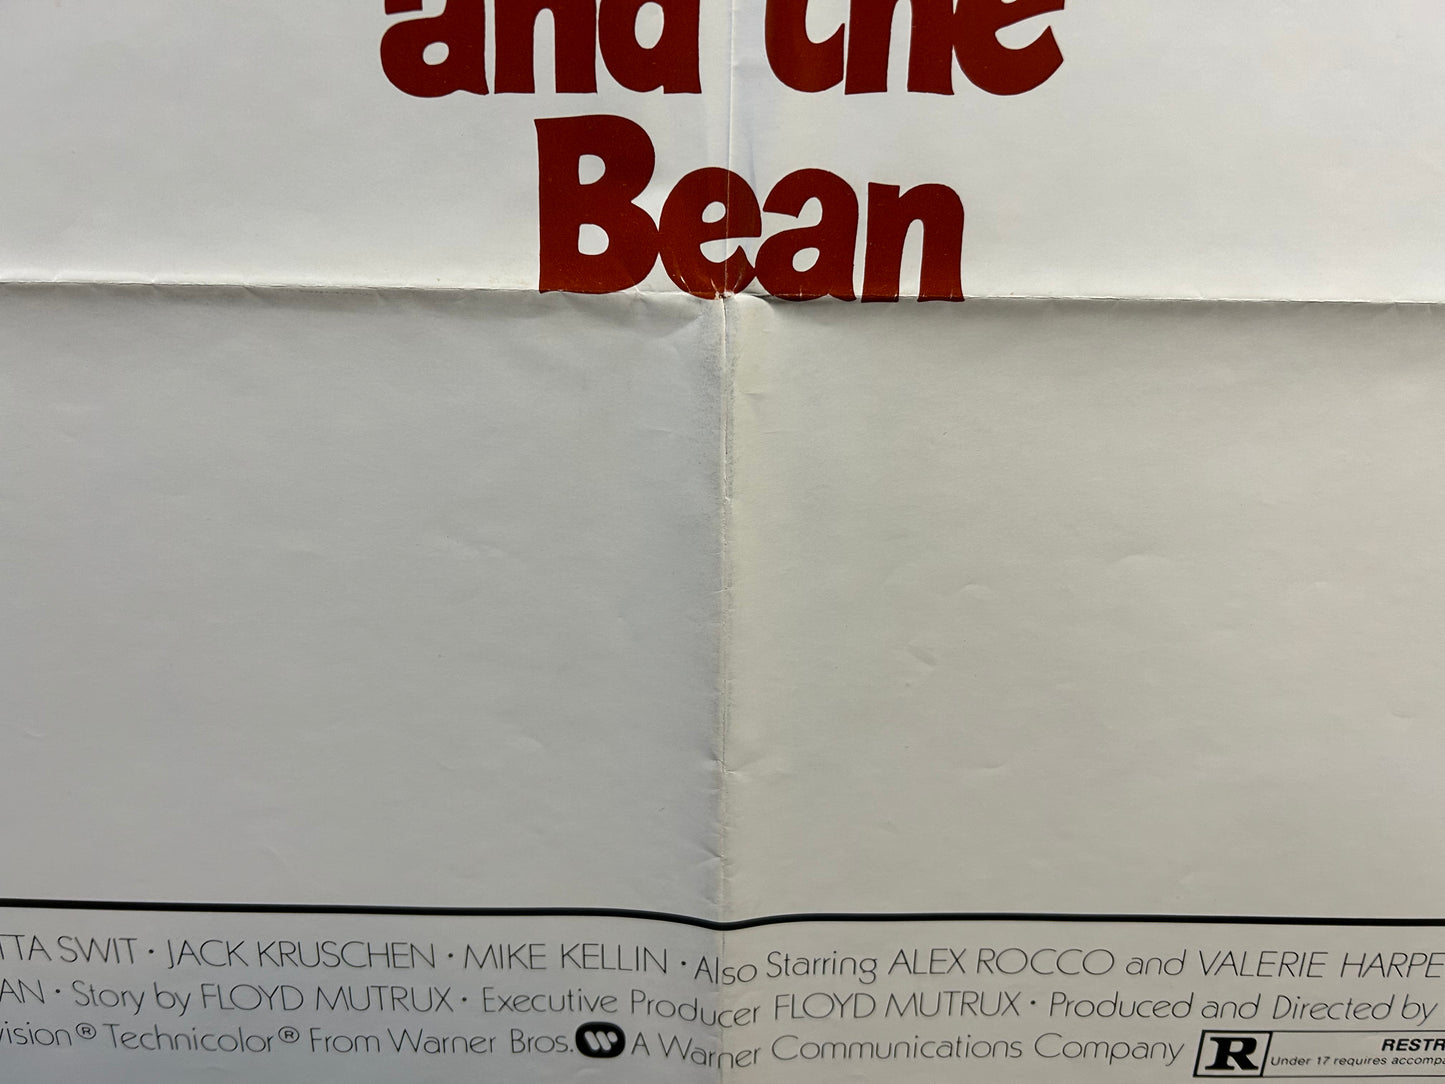 and the
Bean
TTA SWIT · JACK KRUSCHEN · MIKE KELLIN · Also Starring ALEX ROCCO and VALERIE HARPE
AN · Story by FLOYD MUTRUX · Executive Producer FLOYD MUTRUX · Produced and Directed by
vision® Technicolor® From Warner Bros. A Warner Communications Company R RESTR
Under 17 requires accompa